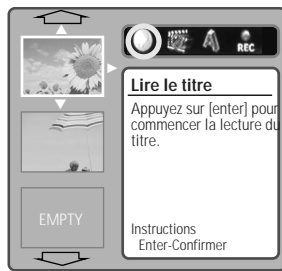 REC
Lire le titre
Appuyez sur [enter] pour
commencer la lecture du
titre.
EMPTY
Instructions
Enter-Confirmer